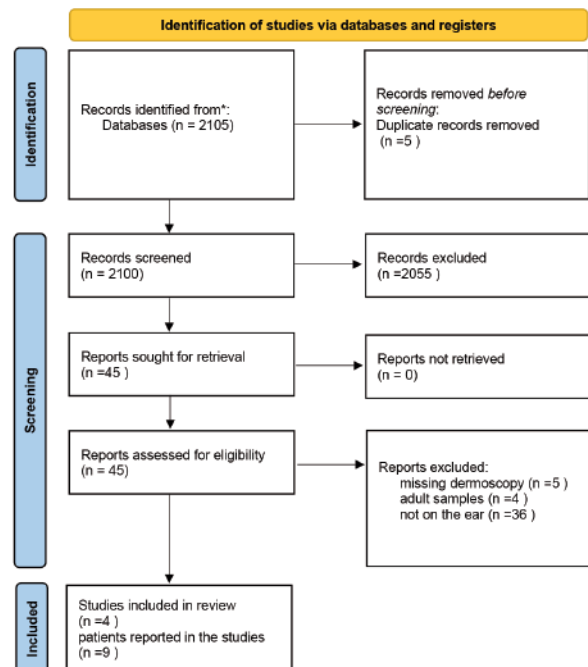 Identification of studies via databases and registers
Identification
Records identified from*:
Databases (n = 2105)
Records removed before
screening:
Duplicate records removed
(n =5 )
Screening
Records screened
(n = 2100)
Records excluded
(n =2055 )
Reports sought for retrieval
(n =45 )
Reports not retrieved
(n = 0)
Reports assessed for eligibility
(n = 45)
Reports excluded:
missing dermoscopy (n =5 )
adult samples (n =4 )
not on the ear (n =36 )
Included
Studies included in review
(n =4 )
patients reported in the studies
(n =9 )